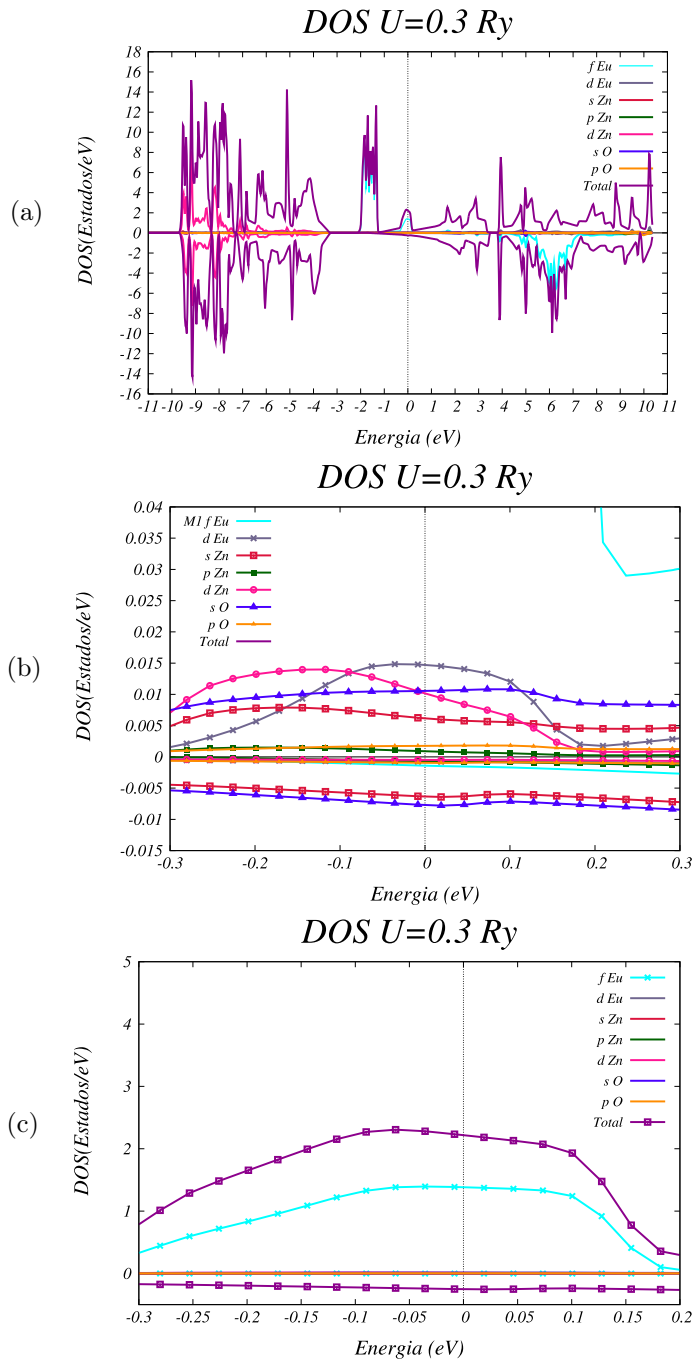 DOS U=0.3 Ry
(a)
DOS(Estados/eV)
18
16
14
12
10
8
6
4
2
0
-2
-4
-6
-8
-10
-12
-14
-16
f Eu
d Eu
s Zn
p Zn
d Zn
s O
p O
Total
-11 -10 -9 -8 -7 -6 -5 -4 -3 -2 -1 0 1 2 3 4 5 6 7 8 9 10 11
Energia (eV)
DOS U=0.3 Ry
(b)
DOS(Estados/eV)
0.04
0.035
0.03
0.025
0.02
0.015
0.01
0.005
0
-0.005
-0.01
-0.015
M1 f Eu
d Eu
s Zn
p Zn
d Zn
s O
p O
Total
-0.3 -0.2 -0.1 0 0.1 0.2 0.3
Energia (eV)
DOS U=0.3 Ry
(c)
DOS(Estados/eV)
5
4
3
2
1
0
f Eu
d Eu
s Zn
p Zn
d Zn
s O
p O
Total
-0.3 -0.25 -0.2 -0.15 -0.1 -0.05 0 0.05 0.1 0.15 0.2
Energia (eV)